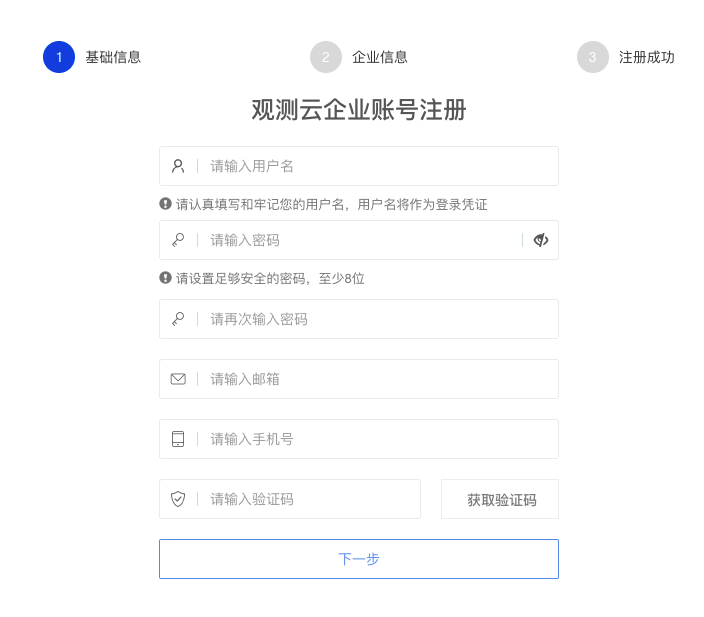 1 基础信息 2 企业信息 3 注册成功
观测云企业账号注册
请输入用户名
请认真填写和牢记您的用户名，用户名将作为登录凭证
请输入密码
请设置足够安全的密码，至少8位
请再次输入密码
请输入邮箱
请输入手机号
请输入验证码 获取验证码
下一步